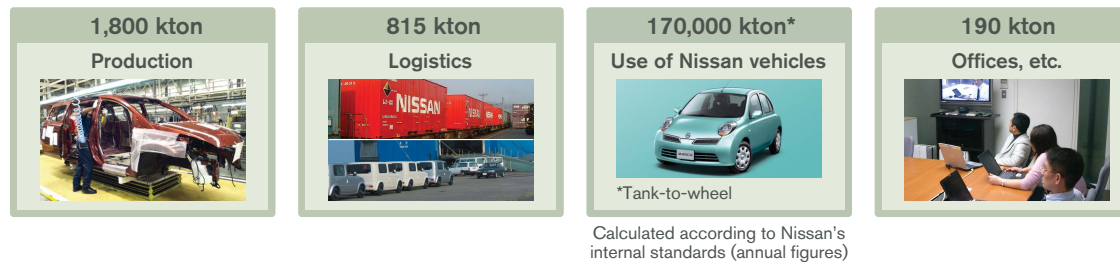 1,800 kton
Production
815 kton
Logistics
NISSAN
170,000 kton*
Use of Nissan vehicles
*Tank-to-wheel
Calculated according to Nissan's
internal standards (annual figures)
190 kton
Offices, etc.